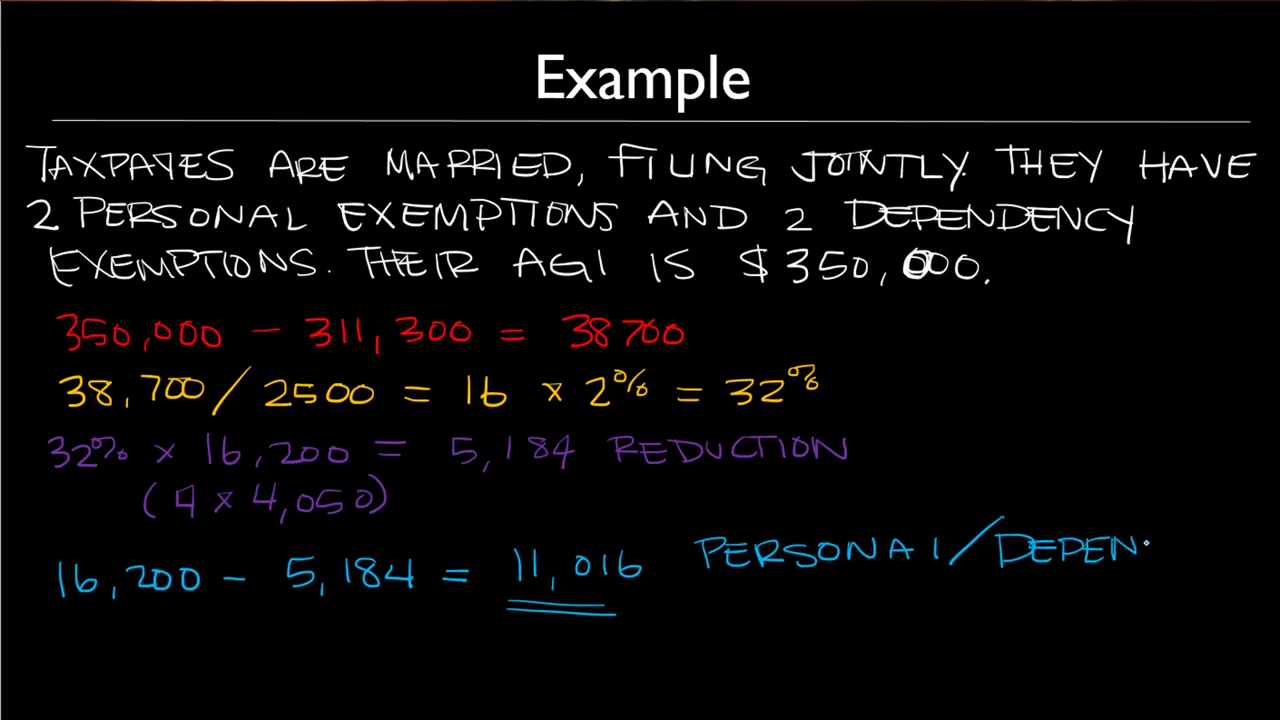 Example
TAXPAYES ARE MARRIED, FILING JOINTLY. THEY HAVE
2 PERSONAL EXEMPTIONS AND 2 DEPENDENCY
EXEMPTIONS. THEIR AGI IS $350,000.
350,000 - 311,300 = 38700
38,700 / 2500 = 16 x 2% = 32%
32% x 16,200 = 5,184 REDUCTION
(4 x 4,050)
16,200 - 5,184 = 11,016 PERSONAL/DEPEN